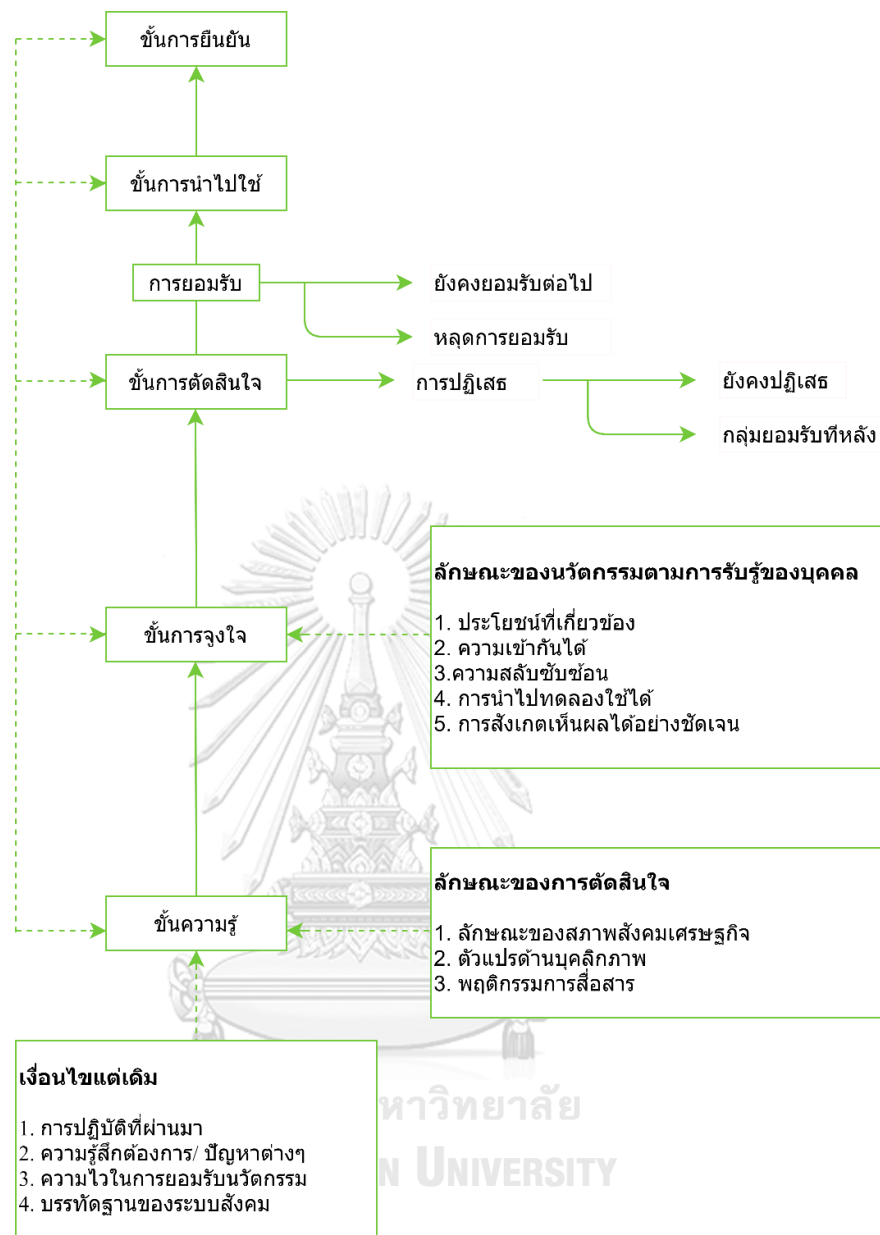 ขั้นการยืนยัน
ขั้นการนำไปใช้
การยอมรับ
ยังคงยอมรับต่อไป
หลุดการยอมรับ
ขั้นการตัดสินใจ
การปฏิเสธ
ยังคงปฏิเสธ
กลุ่มยอมรับทีหลัง
ลักษณะของนวัตกรรมตามการรับรู้ของบุคคล
1. ประโยชน์ที่เกี่ยวข้อง
2. ความเข้ากันได้
3.ความสลับซับซ้อน
4. การนำไปทดลองใช้ได้
5. การสังเกตเห็นผลได้อย่างชัดเจน
ขั้นการจูงใจ
ลักษณะของการตัดสินใจ
1. ลักษณะของสภาพสังคมเศรษฐกิจ
2. ตัวแปรด้านบุคลิกภาพ
3. พฤติกรรมการสื่อสาร
ขั้นความรู้
เงื่อนไขแต่เดิม
1. การปฏิบัติที่ผ่านมา
2. ความรู้สึกต้องการ/ ปัญหาต่างๆ
3. ความไวในการยอมรับนวัตกรรม
4. บรรทัดฐานของระบบสังคม
หาวิทยาลัย
N UNIVERSITY